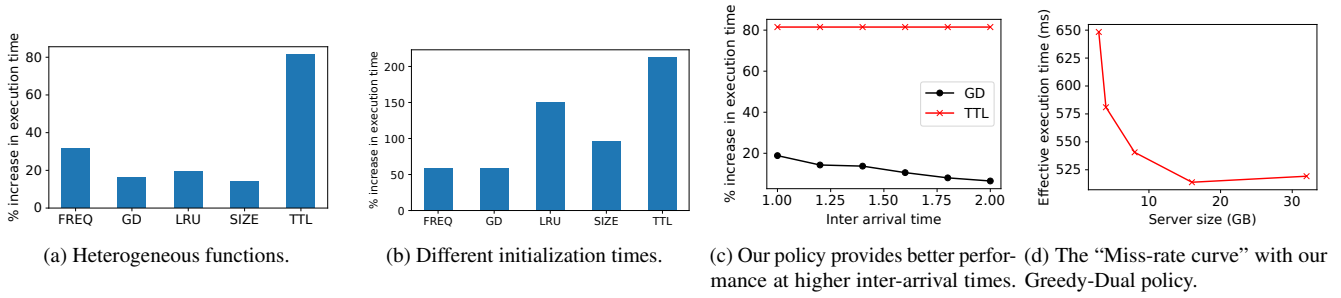 % increase in execution time
80
60
40
20
0
FREQ GD LRU SIZE TTL
(a) Heterogeneous functions.
% increase in execution time
200
150
100
50
0
FREQ GD LRU SIZE TTL
(b) Different initialization times.
% increase in execution time
80
60
40
20
GD
TTL
1.00 1.25 1.50 1.75 2.00
Inter arrival time
(c) Our policy provides better perfor-
mance at higher inter-arrival times.
Effective execution time (ms)
650
625
600
575
550
525
10 20 30
Server size (GB)
(d) The “Miss-rate curve” with our
Greedy-Dual policy.